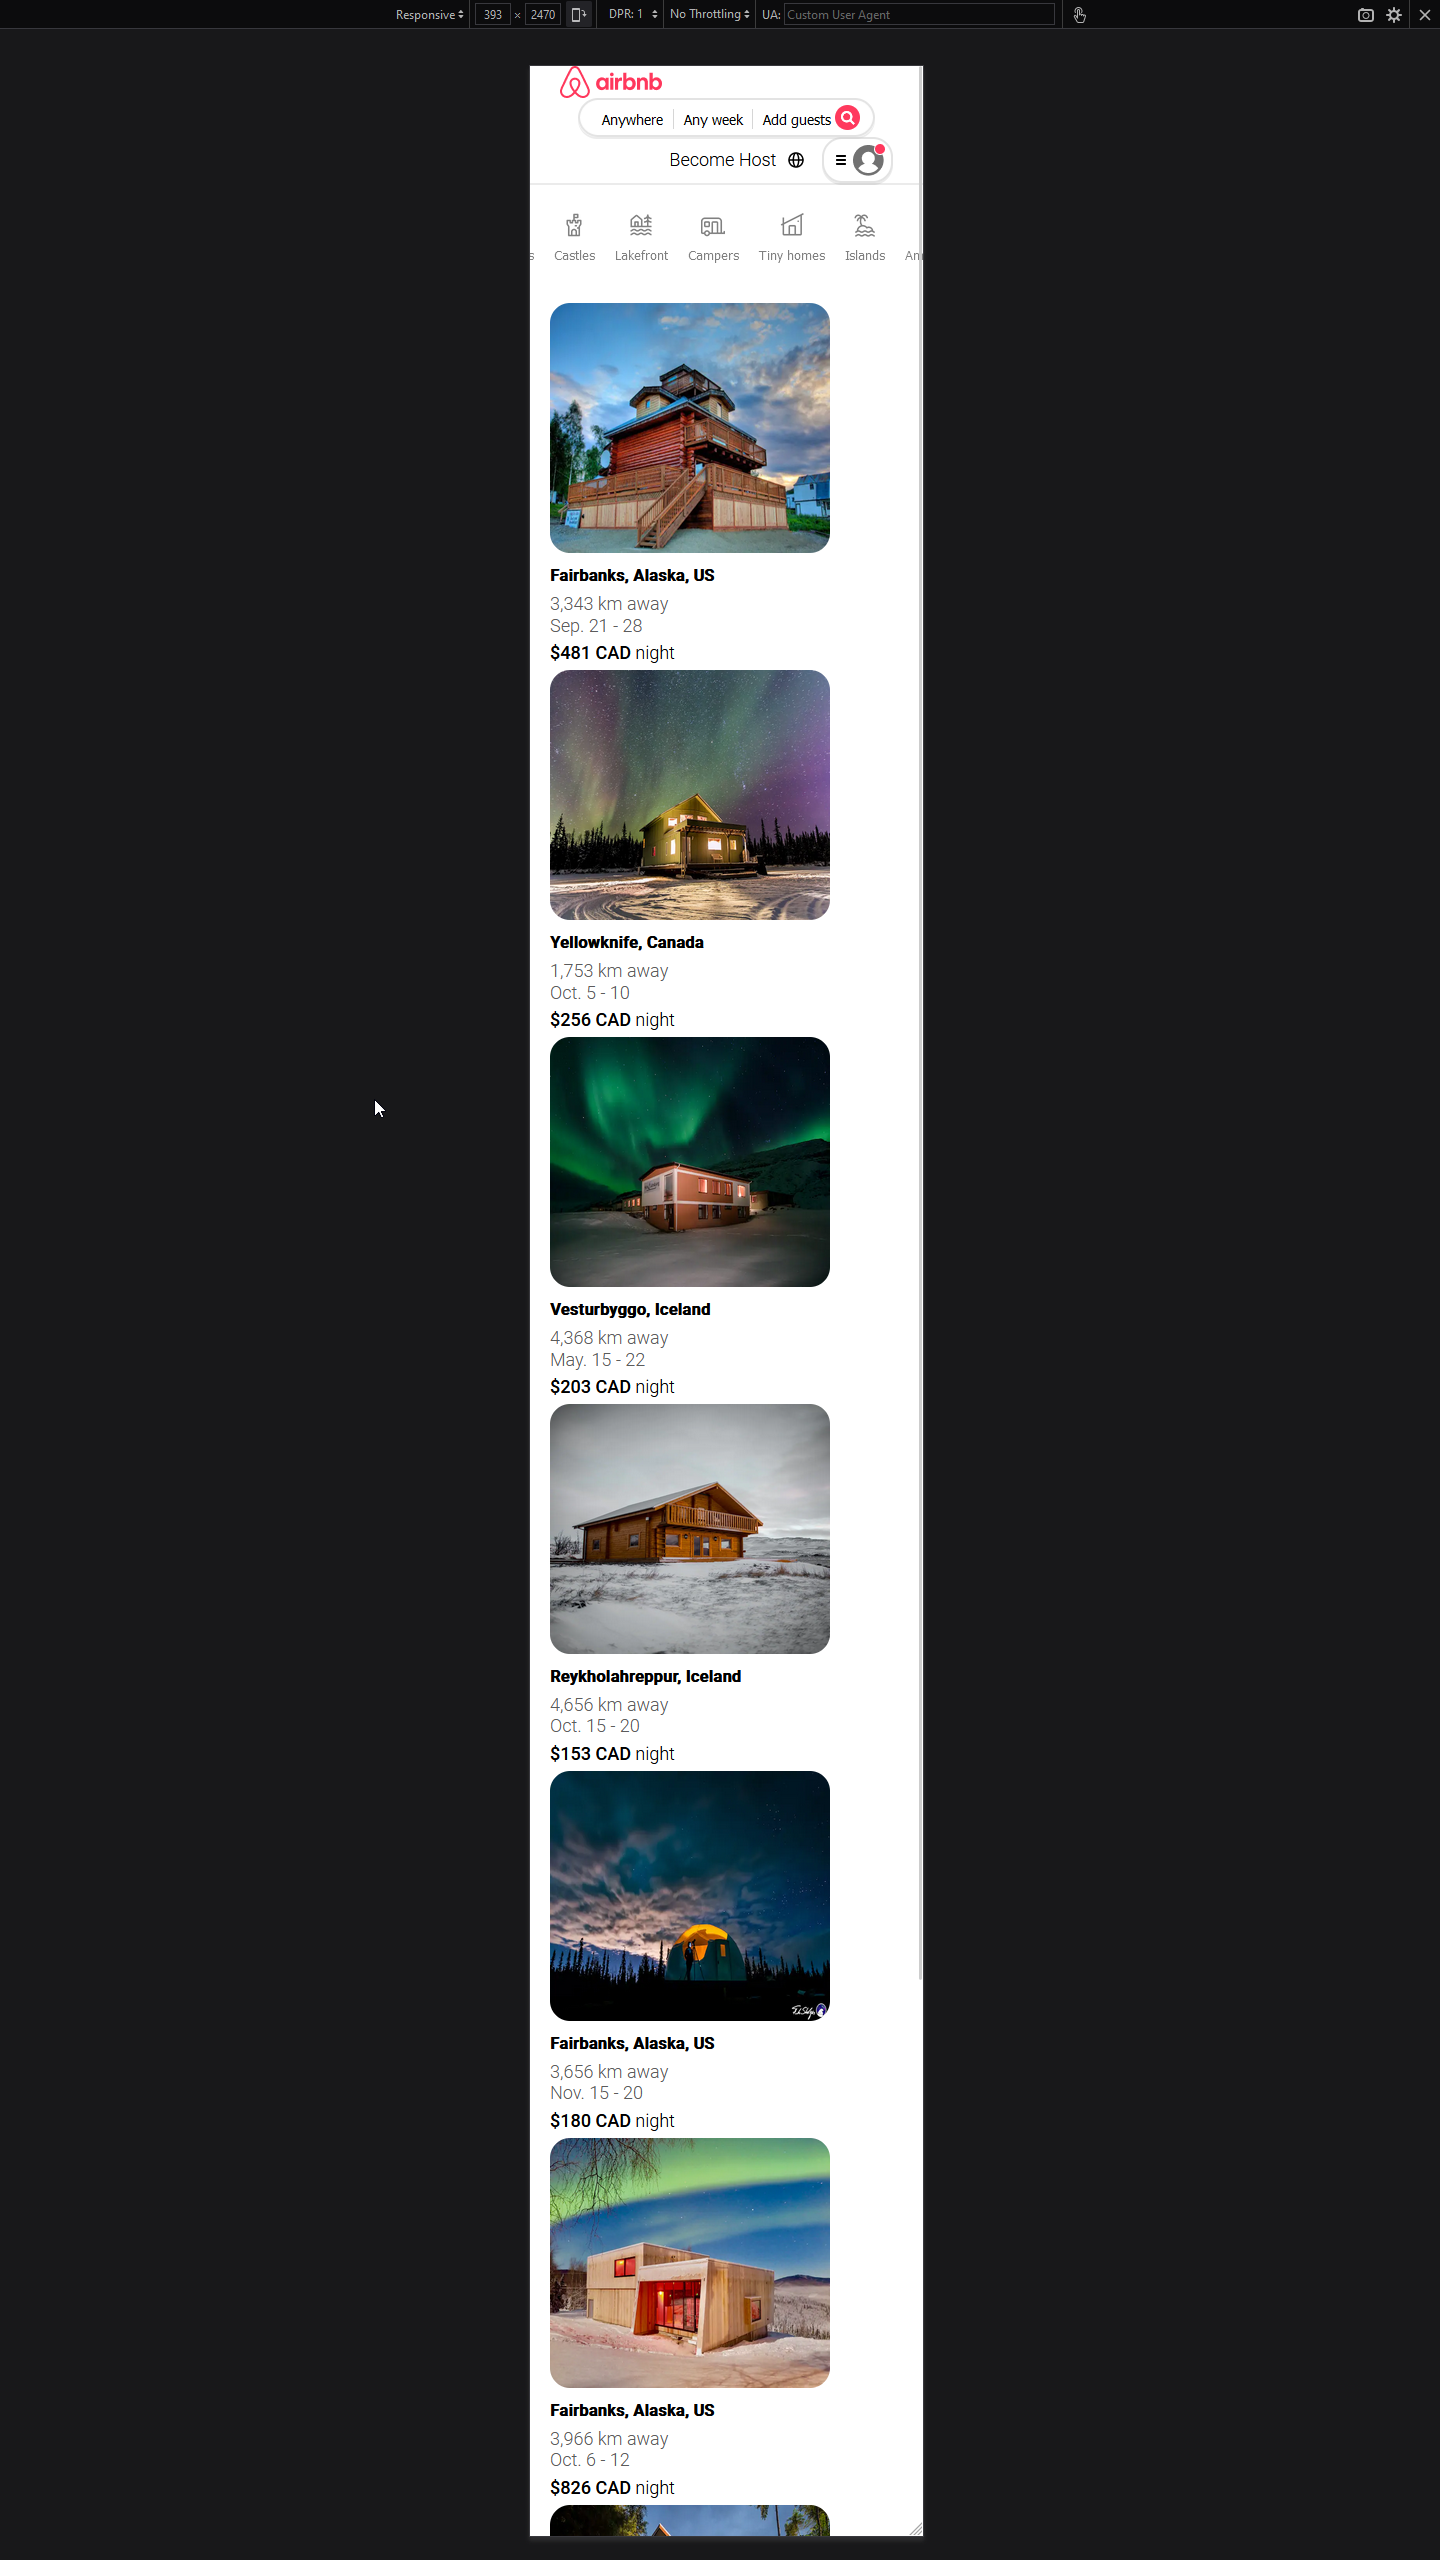 Responsive 393 × 2470 DPR: 1 No Throttling UA: Custom User Agent
airbnb
Anywhere Any week Add guests
Become Host
s Castles Lakefront Campers Tiny homes Islands
Fairbanks, Alaska, US
3,343 km away
Sep. 21 - 28
$481 CAD night
Yellowknife, Canada
1,753 km away
Oct. 5 - 10
$256 CAD night
Vesturbyggo, Iceland
4,368 km away
May. 15 - 22
$203 CAD night
Reykholahreppur, Iceland
4,656 km away
Oct. 15 - 20
$153 CAD night
Fairbanks, Alaska, US
3,656 km away
Nov. 15 - 20
$180 CAD night
Fairbanks, Alaska, US
3,966 km away
Oct. 6 - 12
$826 CAD night